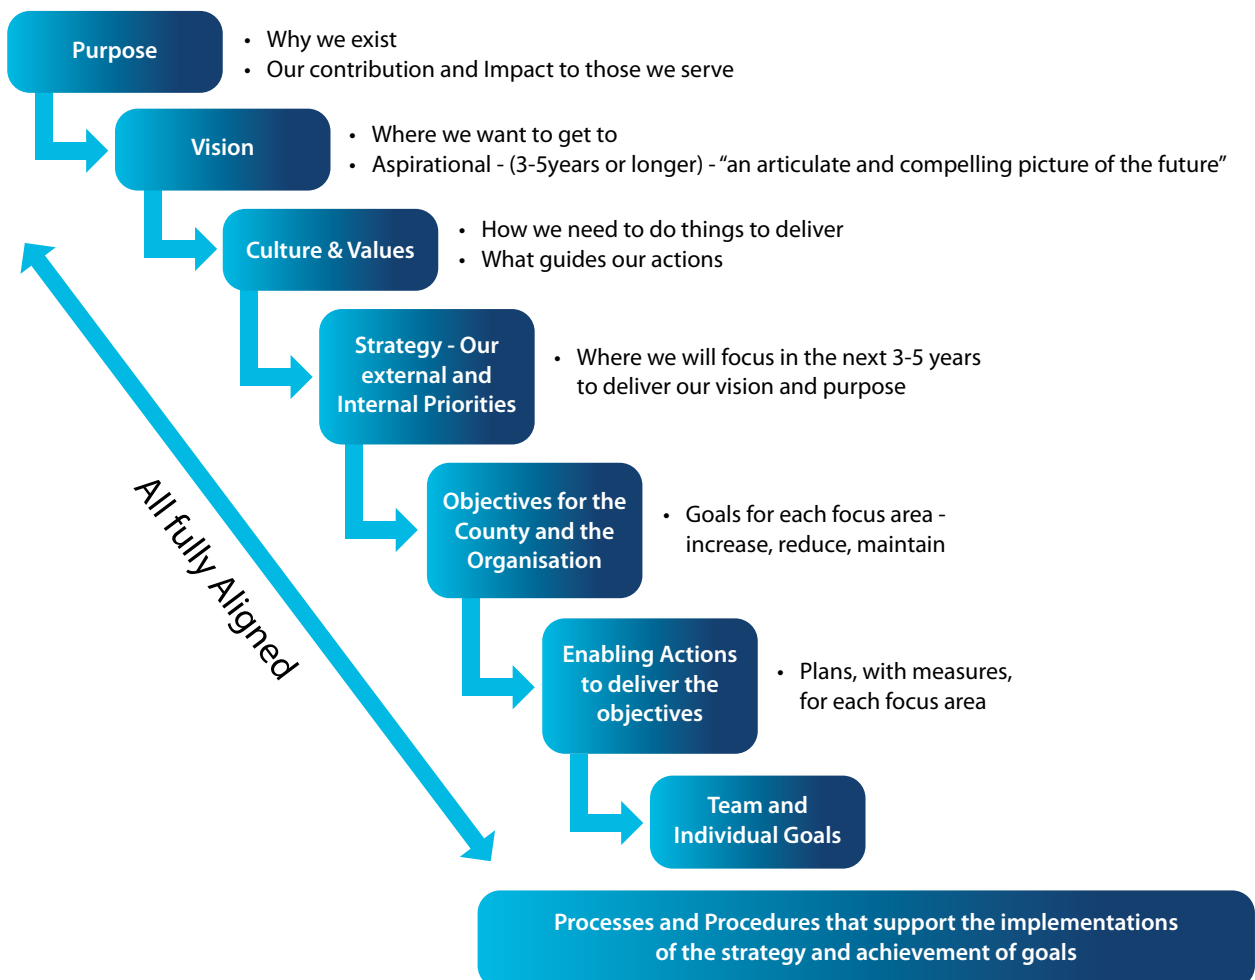 Purpose
• Why we exist
• Our contribution and Impact to those we serve
Vision
• Where we want to get to
• Aspirational - (3-5years or longer) - “an articulate and compelling picture of the future”
Culture & Values
• How we need to do things to deliver
• What guides our actions
Strategy - Our
external and
Internal Priorities
• Where we will focus in the next 3-5 years
to deliver our vision and purpose
Objectives for the
County and the
Organisation
• Goals for each focus area -
increase, reduce, maintain
All fully Aligned
Enabling Actions
to deliver the
objectives
• Plans, with measures,
for each focus area
Team and
Individual Goals
Processes and Procedures that support the implementations
of the strategy and achievement of goals